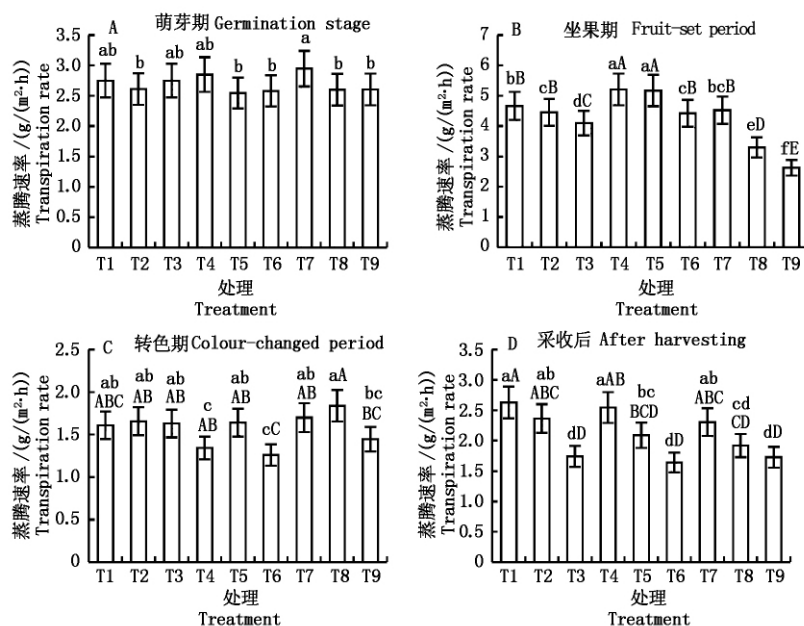 A 萌芽期 Germination stage
蒸腾速率/(g/(m²·h))
Transpiration rate
3.5
3.0
2.5
2.0
1.5
1.0
0.5
0
ab b ab ab b b a b b
T1 T2 T3 T4 T5 T6 T7 T8 T9
处理
Treatment
B 坐果期 Fruit-set period
蒸腾速率/(g/(m²·h))
Transpiration rate
7
6
5
4
3
2
1
0
bB cB dC aA aA cB bcB eD fE
T1 T2 T3 T4 T5 T6 T7 T8 T9
处理
Treatment
C 转色期 Colour-changed period
蒸腾速率/(g/(m²·h))
Transpiration rate
2.5
2.0
1.5
1.0
0.5
0
ab ab ab c ab cC ab aA bc
ABC AB AB AB AB AB BC
T1 T2 T3 T4 T5 T6 T7 T8 T9
处理
Treatment
D 采收后 After harvesting
蒸腾速率/(g/(m²·h))
Transpiration rate
3.5
3.0
2.5
2.0
1.5
1.0
0.5
0
aA ab dD aAB bc dD ab cd dD
ABC BCD ABC CD
T1 T2 T3 T4 T5 T6 T7 T8 T9
处理
Treatment